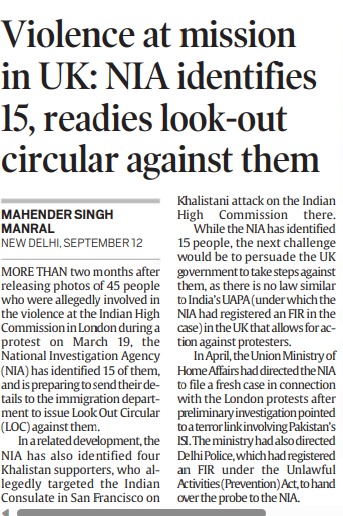 Violence at mission
in UK: NIA identifies
15, readies look-out
circular against them
MAHENDER SINGH
MANRAL
NEW DELHI, SEPTEMBER 12
MORE THAN two months after
releasing photos of 45 people
who were allegedly involved in
the violence at the Indian High
Commission in London during a
protest on March 19, the
National Investigation Agency
(NIA) has identified 15 of them,
and is preparing to send their de-
tails to the immigration depart-
ment to issue Look Out Circular
(LOC) against them.
In a related development, the
NIA has also identified four
Khalistan supporters, who al-
legedly targeted the Indian
Consulate in San Francisco on
Khalistani attack on the Indian
High Commission there.
While the NIA has identified
15 people, the next challenge
would be to persuade the UK
government to take steps against
them, as there is no law similar
to India's UAPA (under which the
NIA had registered an FIR in the
case) in the UK that allows for ac-
tion against protesters.
In April, the Union Ministry of
Home Affairs had directed the NIA
to file a fresh case in connection
with the London protests after
preliminary investigation pointed
to a terror link involving Pakistan's
ISI. The ministry had also directed
Delhi Police, which had registered
an FIR under the Unlawful
Activities (Prevention) Act, to hand
over the probe to the NIA.